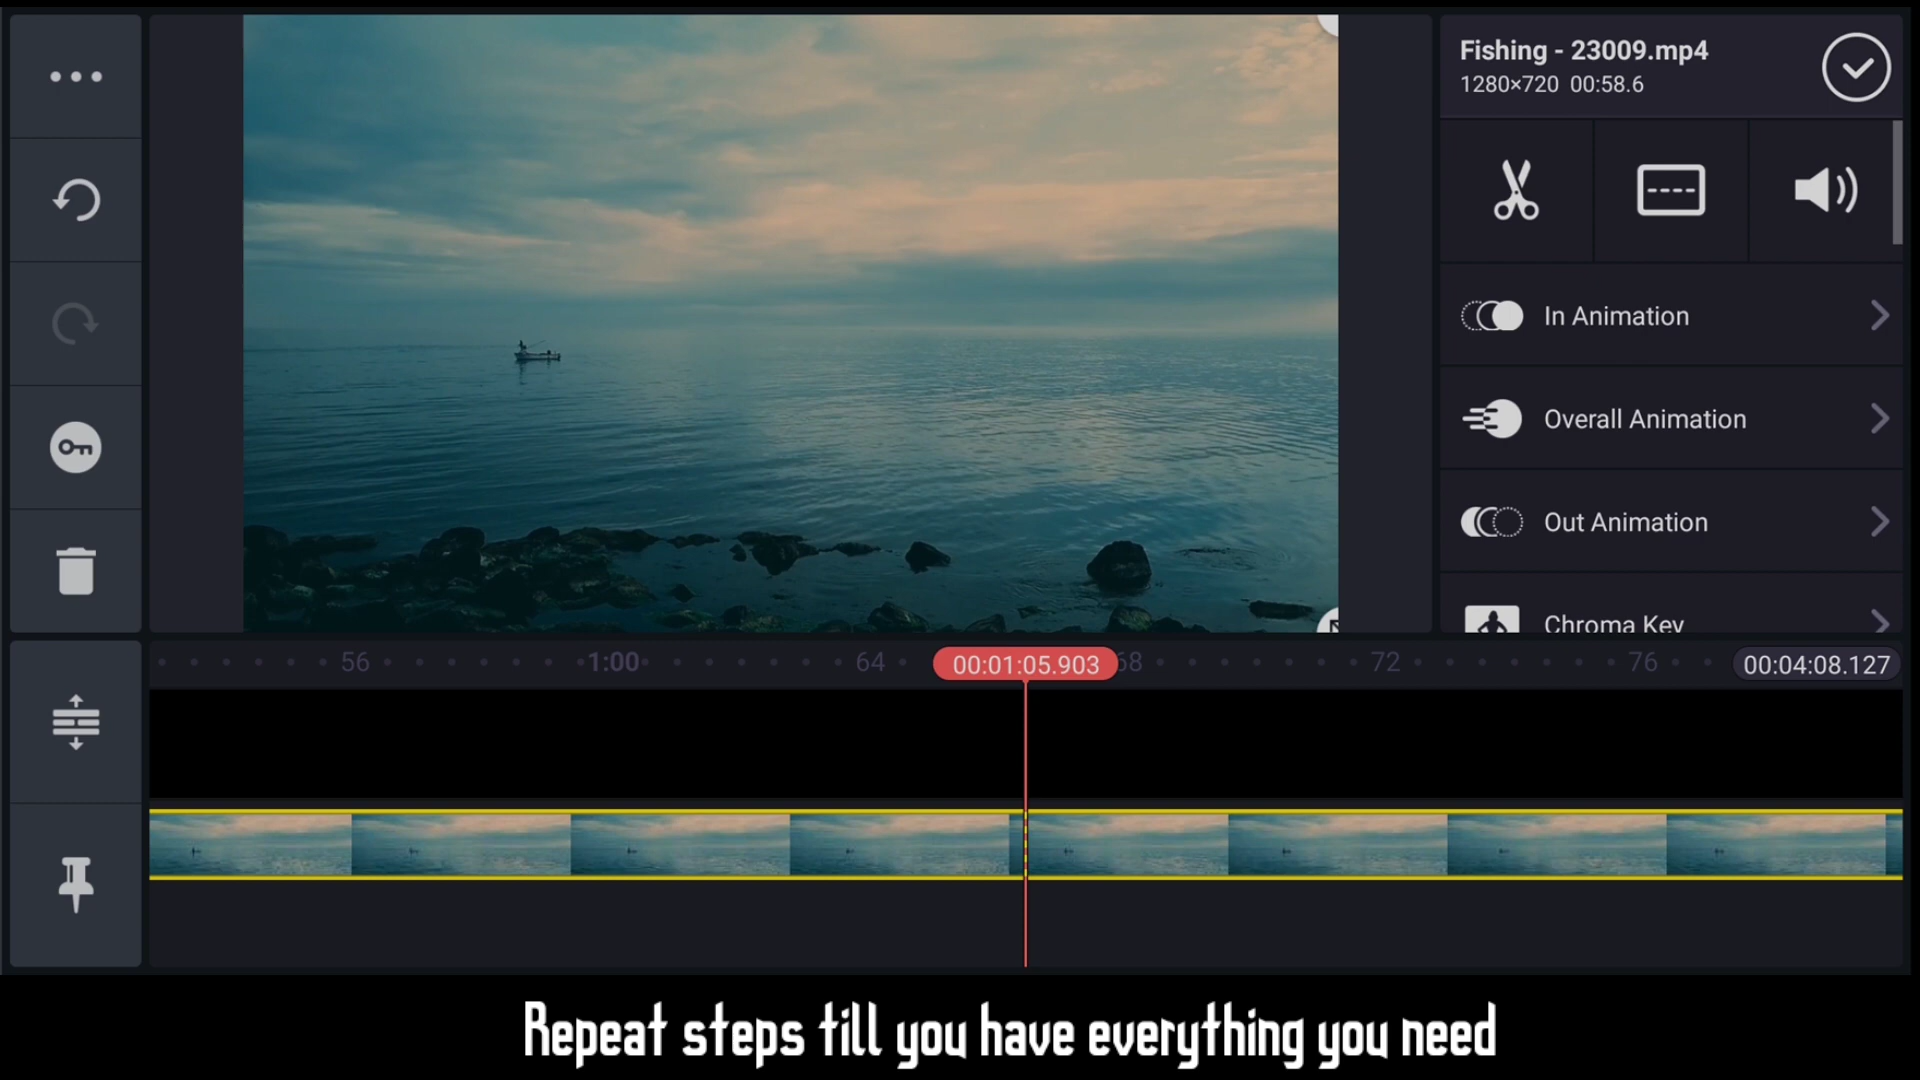 Fishing - 23009.mp4
1280×720 00:58.6
In Animation
Overall Animation
Out Animation
Chroma Key
56 1:00 64 00:01:05.903 68 72 76 00:04:08.127
Repeat steps till you have everything you need